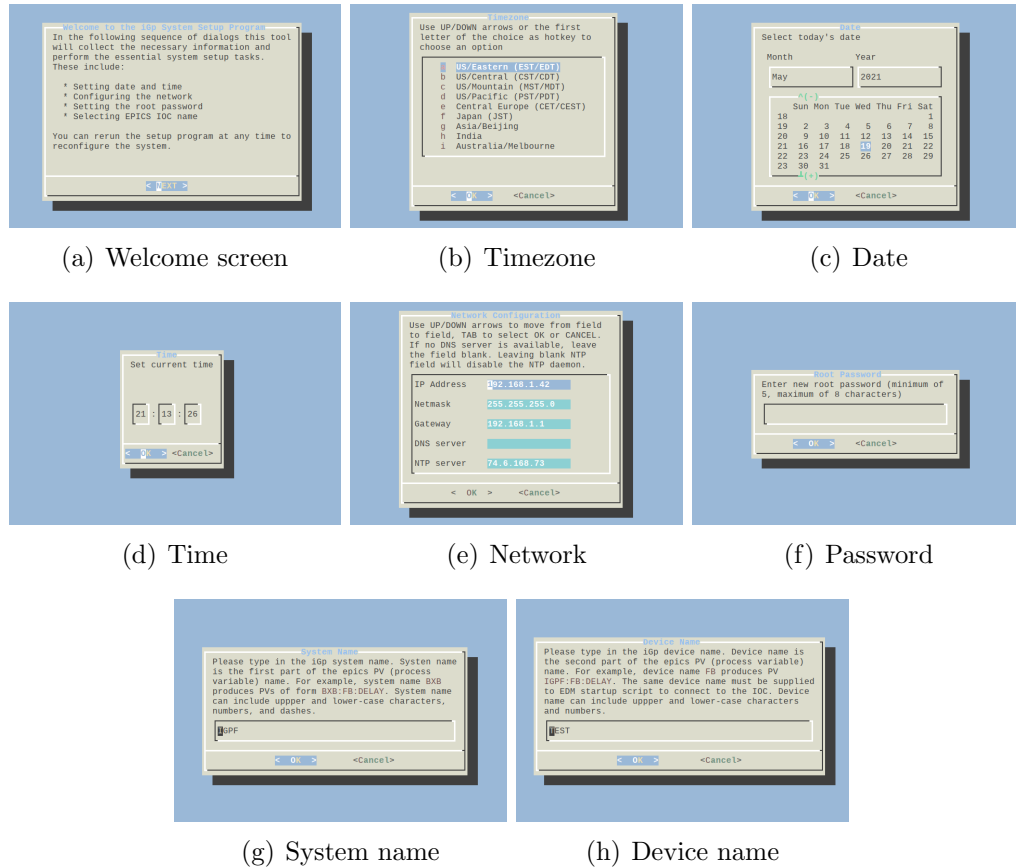 Welcome to the iGp System Setup Program
In the following sequence of dialogs this tool
will collect the necessary information and
perform the essential system setup tasks.
These include:
* Setting date and time
* Configuring the network
* Setting the root password
* Selecting EPICS IOC name
You can rerun the setup program at any time to
reconfigure the system.
< NEXT >
(a) Welcome screen
Timezone
Use UP/DOWN arrows or the first
letter of the choice as hotkey to
choose an option
US/Eastern (EST/EDT)
b US/Central (CST/CDT)
c US/Mountain (MST/MDT)
d US/Pacific (PST/PDT)
e Central Europe (CET/CEST)
f Japan (JST)
g Asia/Beijing
h India
i Australia/Melbourne
< OK > <Cancel>
(b) Timezone
Date
Select today's date
Month Year
May 2021
^(-)
Sun Mon Tue Wed Thu Fri Sat
18 1
19 2 3 4 5 6 7 8
20 9 10 11 12 13 14 15
21 16 17 18 19 20 21 22
22 23 24 25 26 27 28 29
23 30 31
(+)
< OK > <Cancel>
(c) Date
Time
Set current time
21 : 13 : 26
< OK > <Cancel>
(d) Time
Network Configuration
Use UP/DOWN arrows to move from field
to field, TAB to select OK or CANCEL.
If no DNS server is available, leave
the field blank. Leaving blank NTP
field will disable the NTP daemon.
IP Address 192.168.1.42
Netmask 255.255.255.0
Gateway 192.168.1.1
DNS server
NTP server 74.6.168.73
< OK > <Cancel>
(e) Network
Root Password
Enter new root password (minimum of
5, maximum of 8 characters)
< OK > <Cancel>
(f) Password
System Name
Please type in the iGp system name. Systen name
is the first part of the epics PV (process
variable) name. For example, system name BXB
produces PVs of form BXB:FB:DELAY. System name
can include uppper and lower-case characters,
numbers, and dashes.
IGPF
< OK > <Cancel>
(g) System name
Device Name
Please type in the iGp device name. Device name is
the second part of the epics PV (process variable)
name. For example, device name FB produces PV
IGPF:FB:DELAY. The same device name must be supplied
to EDM startup script to connect to the IOC. Device
name can include uppper and lower-case characters
and numbers.
TEST
< OK > <Cancel>
(h) Device name